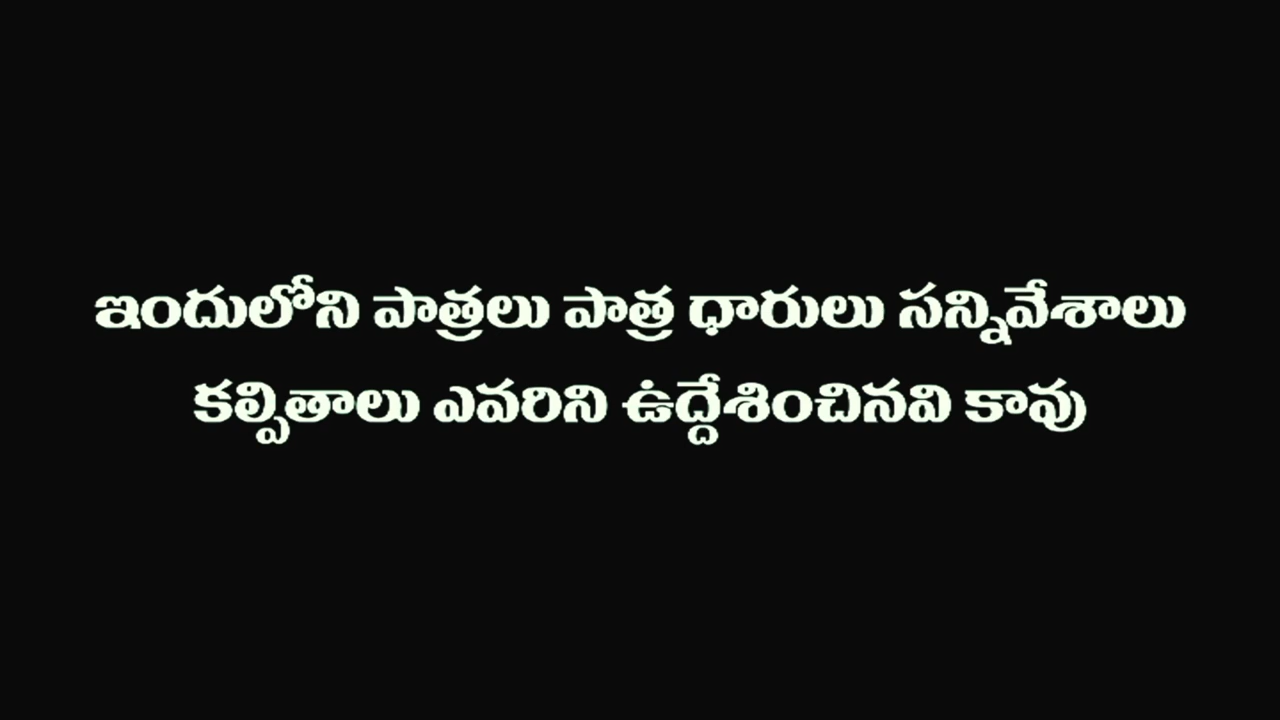 ఇందులోని పాత్రలు పాత్ర ధారులు సన్నివేశాలు
కల్పితాలు ఎవరిని ఉద్దేశించినవి కావు